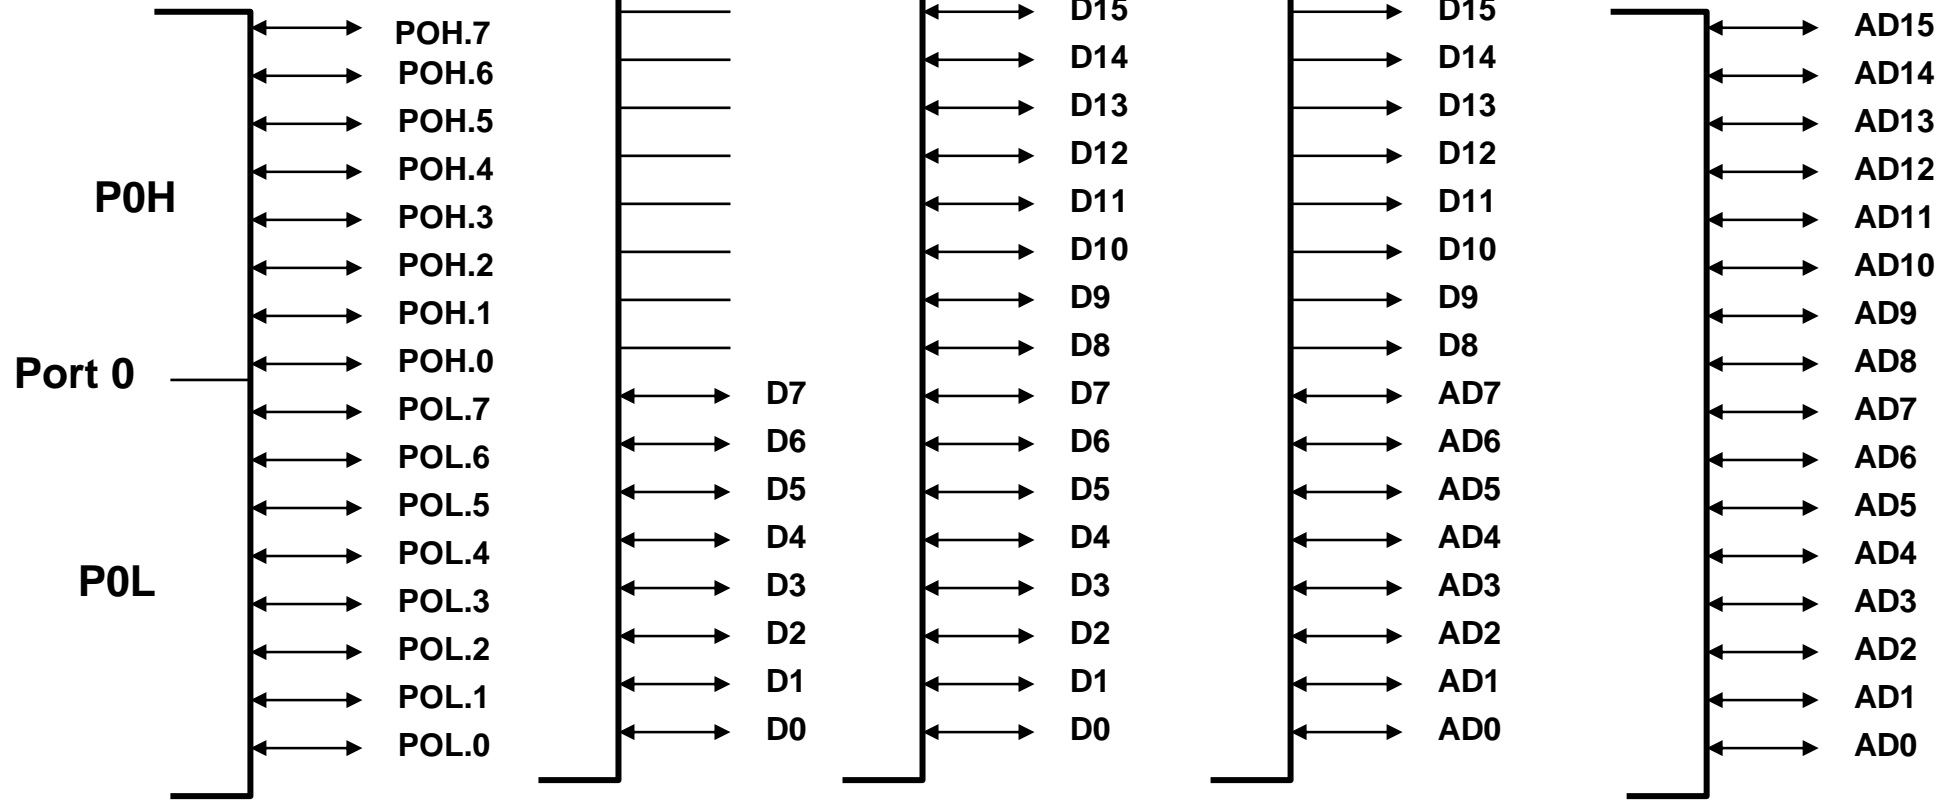 P0H
Port 0
P0L
POH.7
POH.6
POH.5
POH.4
POH.3
POH.2
POH.1
POH.0
POL.7
POL.6
POL.5
POL.4
POL.3
POL.2
POL.1
POL.0
D7
D6
D5
D4
D3
D2
D1
D0
D15
D14
D13
D12
D11
D10
D9
D8
D7
D6
D5
D4
D3
D2
D1
D0
D15
D14
D13
D12
D11
D10
D9
D8
AD7
AD6
AD5
AD4
AD3
AD2
AD1
AD0
AD15
AD14
AD13
AD12
AD11
AD10
AD9
AD8
AD7
AD6
AD5
AD4
AD3
AD2
AD1
AD0